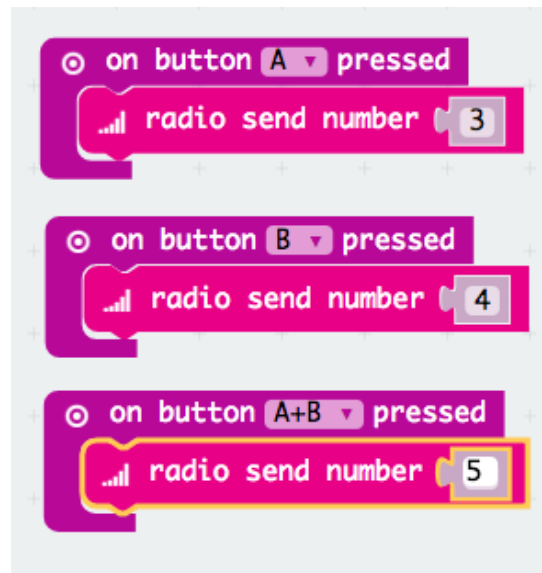 on button A pressed
radio send number 3
on button B pressed
radio send number 4
on button A+B pressed
radio send number 5